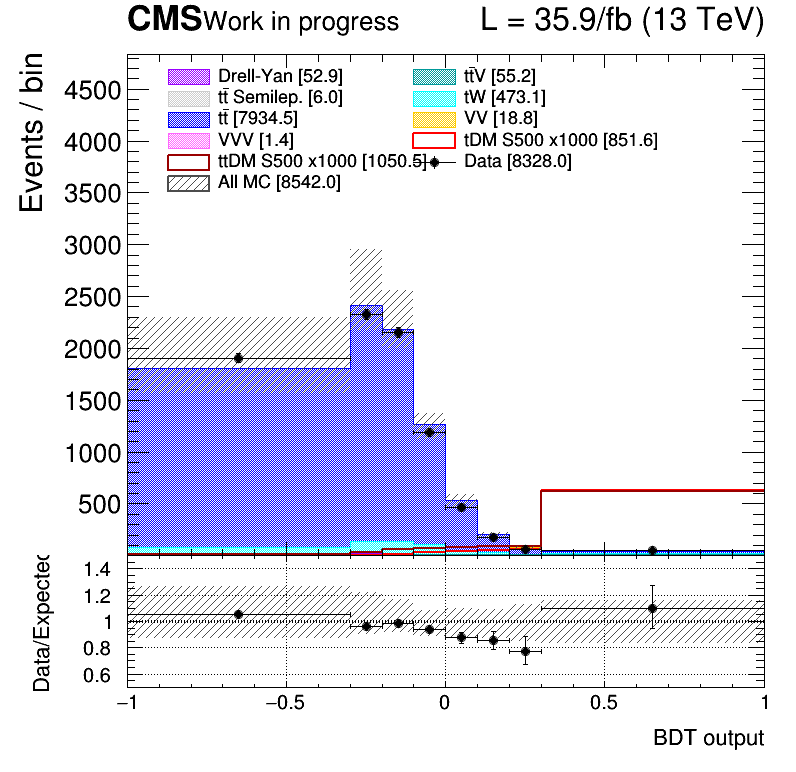 CMS Work in progress L = 35.9/fb (13 TeV)
Events / bin
4500
4000
3500
3000
2500
2000
1500
1000
500
Drell-Yan [52.9] tt̄V [55.2]
tt̄ Semilep. [6.0] tW [473.1]
tt̄ [7934.5] VV [18.8]
VVV [1.4] tDM S500 x1000 [851.6]
ttDM S500 x1000 [1050.5] Data [8328.0]
All MC [8542.0]
Data/Expected
1.4
1.2
1
0.8
0.6
−1 −0.5 0 0.5 1
BDT output